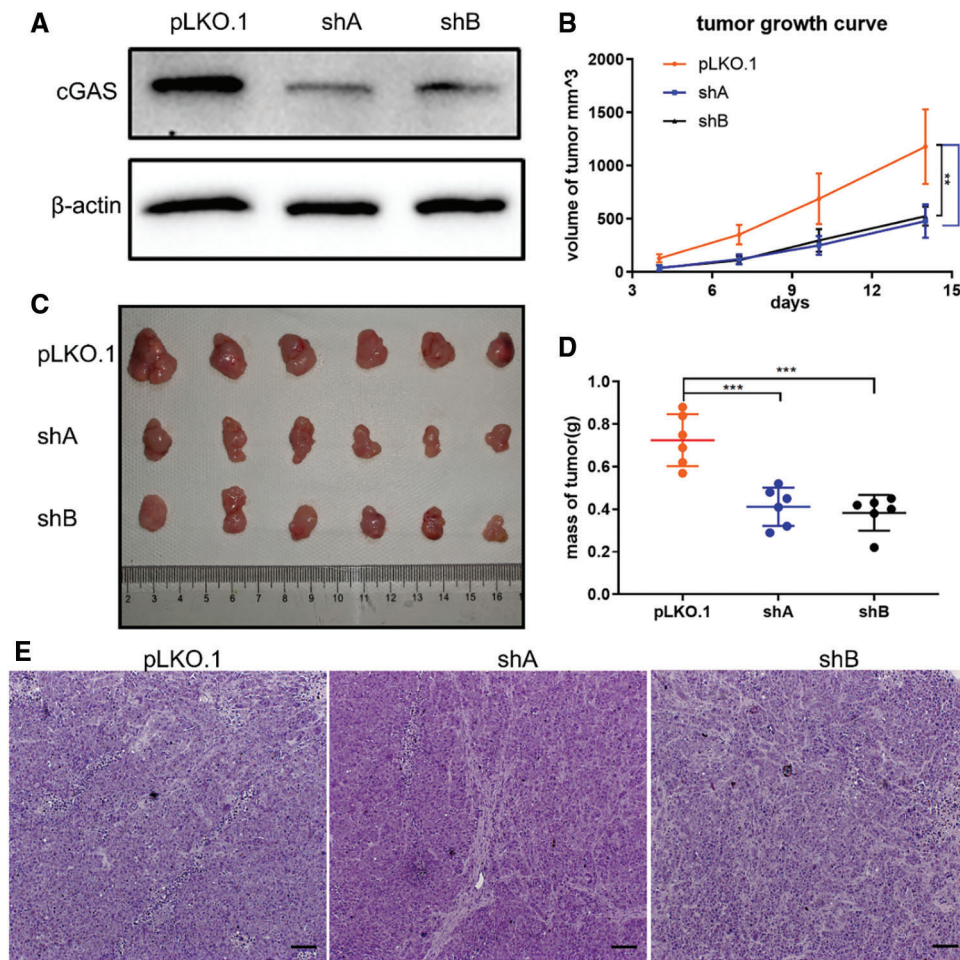 A
pLKO.1 shA shB
cGAS
β-actin
B
tumor growth curve
volume of tumor mm^3
2000
1500
1000
500
0
pLKO.1
shA
shB
**
3 6 9 12 15
days
C
pLKO.1
shA
shB
2 3 4 5 6 7 8 9 10 11 12 13 14 15 16 1
D
mass of tumor(g)
1.0
0.8
0.6
0.4
0.2
0.0
***
***
pLKO.1 shA shB
E
pLKO.1 shA shB